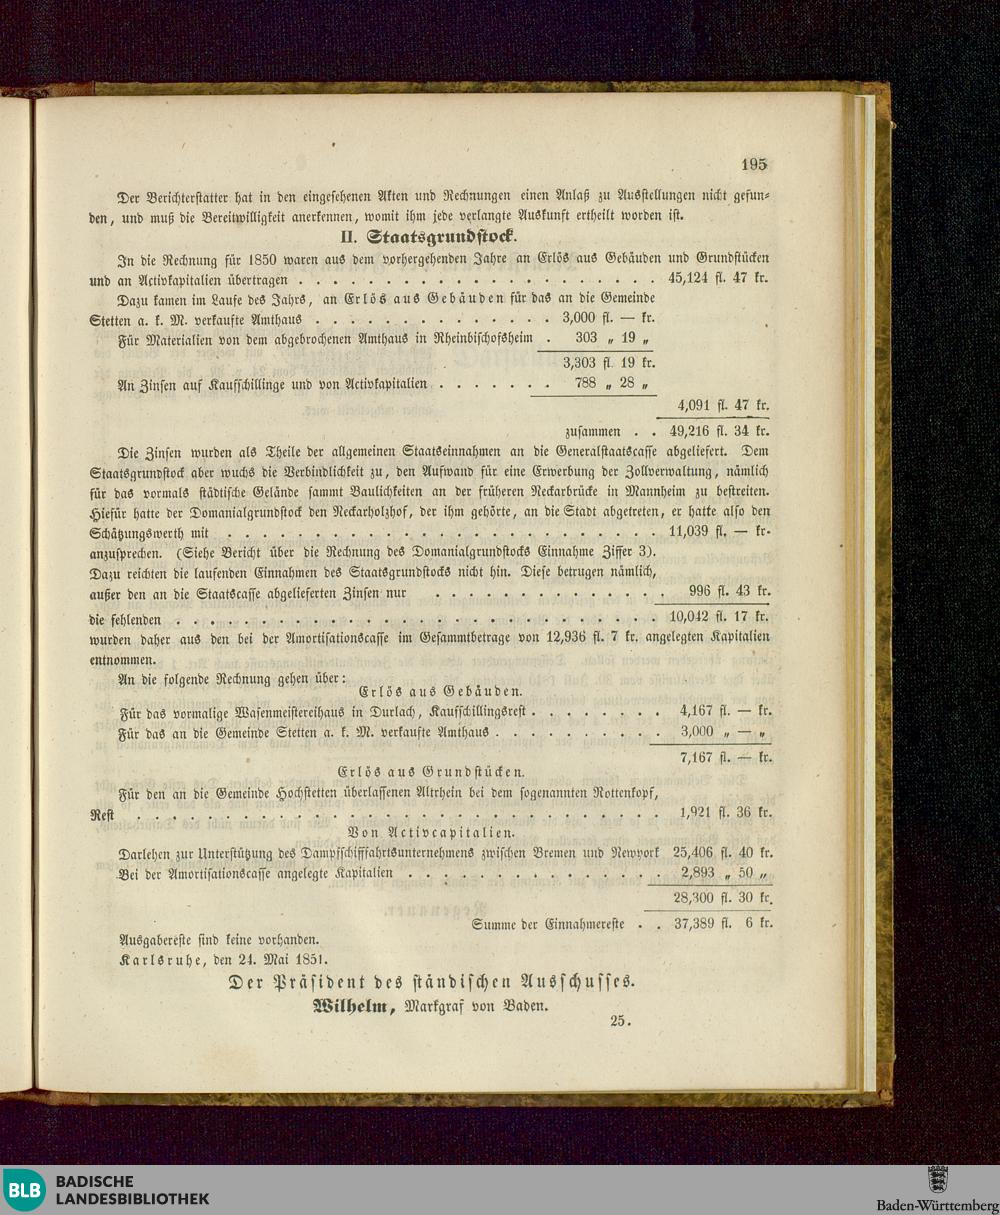 195
Der Berichterstatter hat in den eingesehenen Akten und Rechnungen einen Anlaß zu Ausstellungen nicht gefun-
den, und muß die Bereitwilligkeit anerkennen, womit ihm jede verlangte Auskunft ertheilt worden ist.
II. Staatsgrundstock.
In die Rechnung für 1850 waren aus dem vorhergehenden Jahre an Erlös aus Gebäuden und Grundstücken
und an Activkapitalien übertragen . . . . . . . . . . . . . . . . . . . . 45,124 fl. 47 kr.
Dazu kamen im Laufe des Jahrs, an Erlös aus Gebäuden für das an die Gemeinde
Stetten a. k. M. verkaufte Amthaus . . . . . . . . . . . . . . 3,000 fl. — kr.
Für Materialien von dem abgebrochenen Amthaus in Rheinbischofsheim . 303 „ 19 „
3,303 fl. 19 kr.
An Zinsen auf Kaufschillinge und von Activkapitalien . . . . . . . 788 „ 28 „
4,091 fl. 47 kr.
zusammen . . 49,216 fl. 34 kr.
Die Zinsen wurden als Theile der allgemeinen Staatseinnahmen an die Generalstaatscasse abgeliefert. Dem
Staatsgrundstock aber wuchs die Verbindlichkeit zu, den Aufwand für eine Erwerbung der Zollverwaltung, nämlich
für das vormals städtische Gelände sammt Baulichkeiten an der früheren Neckarbrücke in Mannheim zu bestreiten.
Hiefür hatte der Domanialgrundstock den Neckarholzhof, der ihm gehörte, an die Stadt abgetreten, er hatte also den
Schätzungswerth mit . . . . . . . . . . . . . . . . . . . . . . . . 11,039 fl. — kr.
anzusprechen. (Siehe Bericht über die Rechnung des Domanialgrundstocks Einnahme Ziffer 3).
Dazu reichten die laufenden Einnahmen des Staatsgrundstocks nicht hin. Diese betrugen nämlich,
außer den an die Staatscasse abgelieferten Zinsen nur . . . . . . . . . . . . . 996 fl. 43 kr.
die fehlenden . . . . . . . . . . . . . . . . . . . . . . . . . . . 10,042 fl. 17 kr.
wurden daher aus den bei der Amortisationscasse im Gesammtbetrage von 12,936 fl. 7 kr. angelegten Kapitalien
entnommen.
An die folgende Rechnung gehen über:
Erlös aus Gebäuden.
Für das vormalige Wasenmeistereihaus in Durlach, Kaufschillingsrest . . . . . . . . 4,167 fl. — kr.
Für das an die Gemeinde Stetten a. k. M. verkaufte Amthaus . . . . . . . . . . 3,000 „ — „
7,167 fl. — kr.
Erlös aus Grundstücken.
Für den an die Gemeinde Hochstetten überlassenen Altrhein bei dem sogenannten Rottenkopf,
Rest . . . . . . . . . . . . . . . . . . . . . . . . . . . . . 1,921 fl. 36 kr.
Von Activcapitalien.
Darlehen zur Unterstützung des Dampfschifffahrtsunternehmens zwischen Bremen und Newyork 25,406 fl. 40 kr.
Bei der Amortisationscasse angelegte Kapitalien . . . . . . . . . . . . . . 2,893 „ 50 „
28,300 fl. 30 kr.
Summe der Einnahmereste . . 37,389 fl. 6 kr.
Ausgabereste sind keine vorhanden.
Karlsruhe, den 24. Mai 1851.
Der Präsident des ständischen Ausschusses.
Wilhelm, Markgraf von Baden.
25.
BLB BADISCHE
LANDESBIBLIOTHEK
Baden-Württemberg